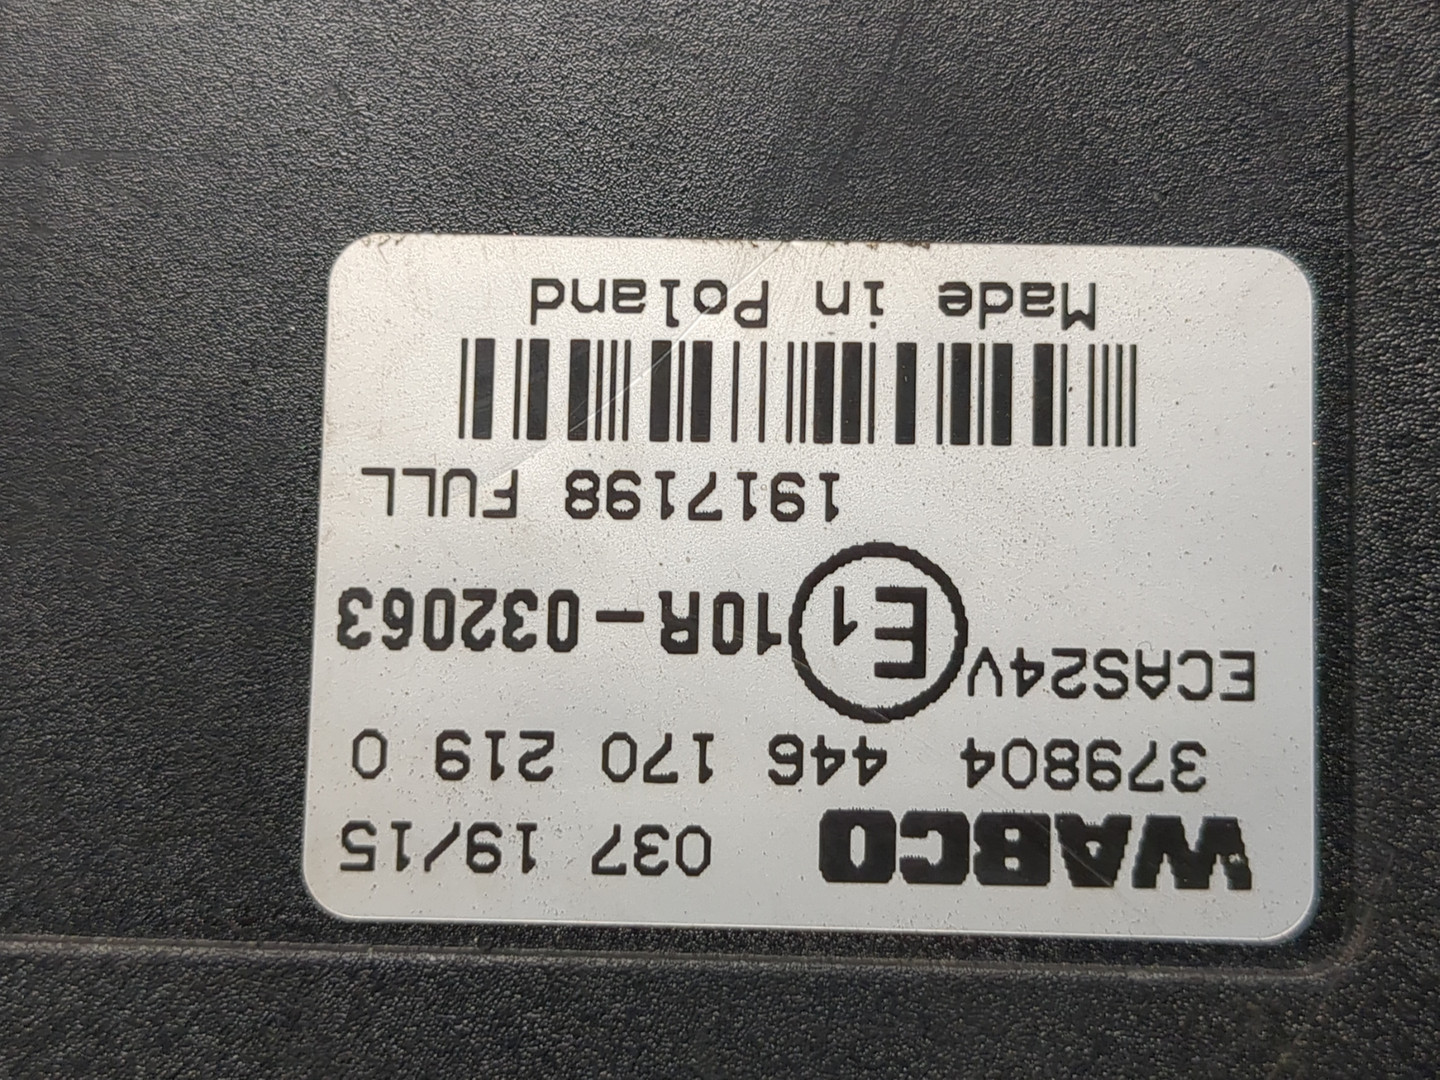 WABCO 037 19/15
379804 446 170 219 0
ECAS24V E1 10R-032063
1917198 FULL
Made in Poland